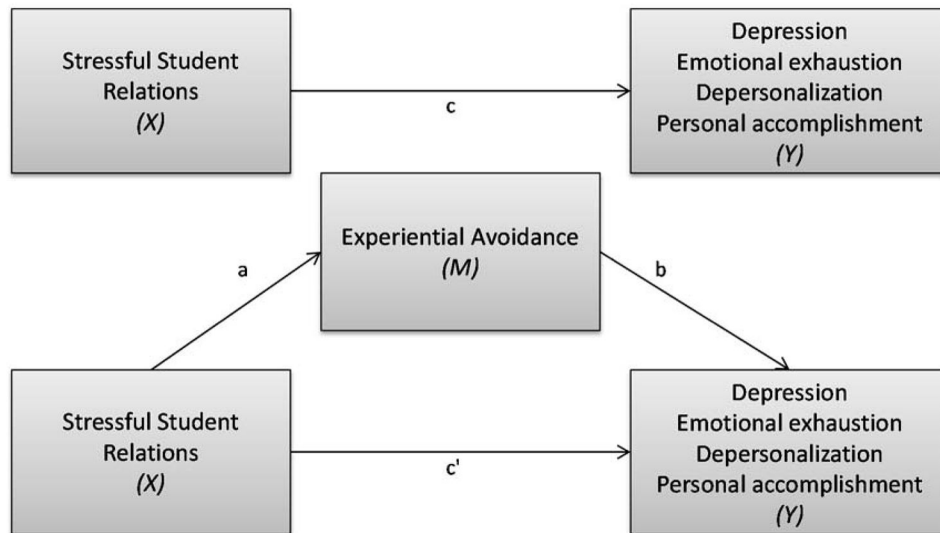 Stressful Student
Relations
(X)
c
Depression
Emotional exhaustion
Depersonalization
Personal accomplishment
(Y)
Experiential Avoidance
(M)
a
b
Stressful Student
Relations
(X)
c'
Depression
Emotional exhaustion
Depersonalization
Personal accomplishment
(Y)